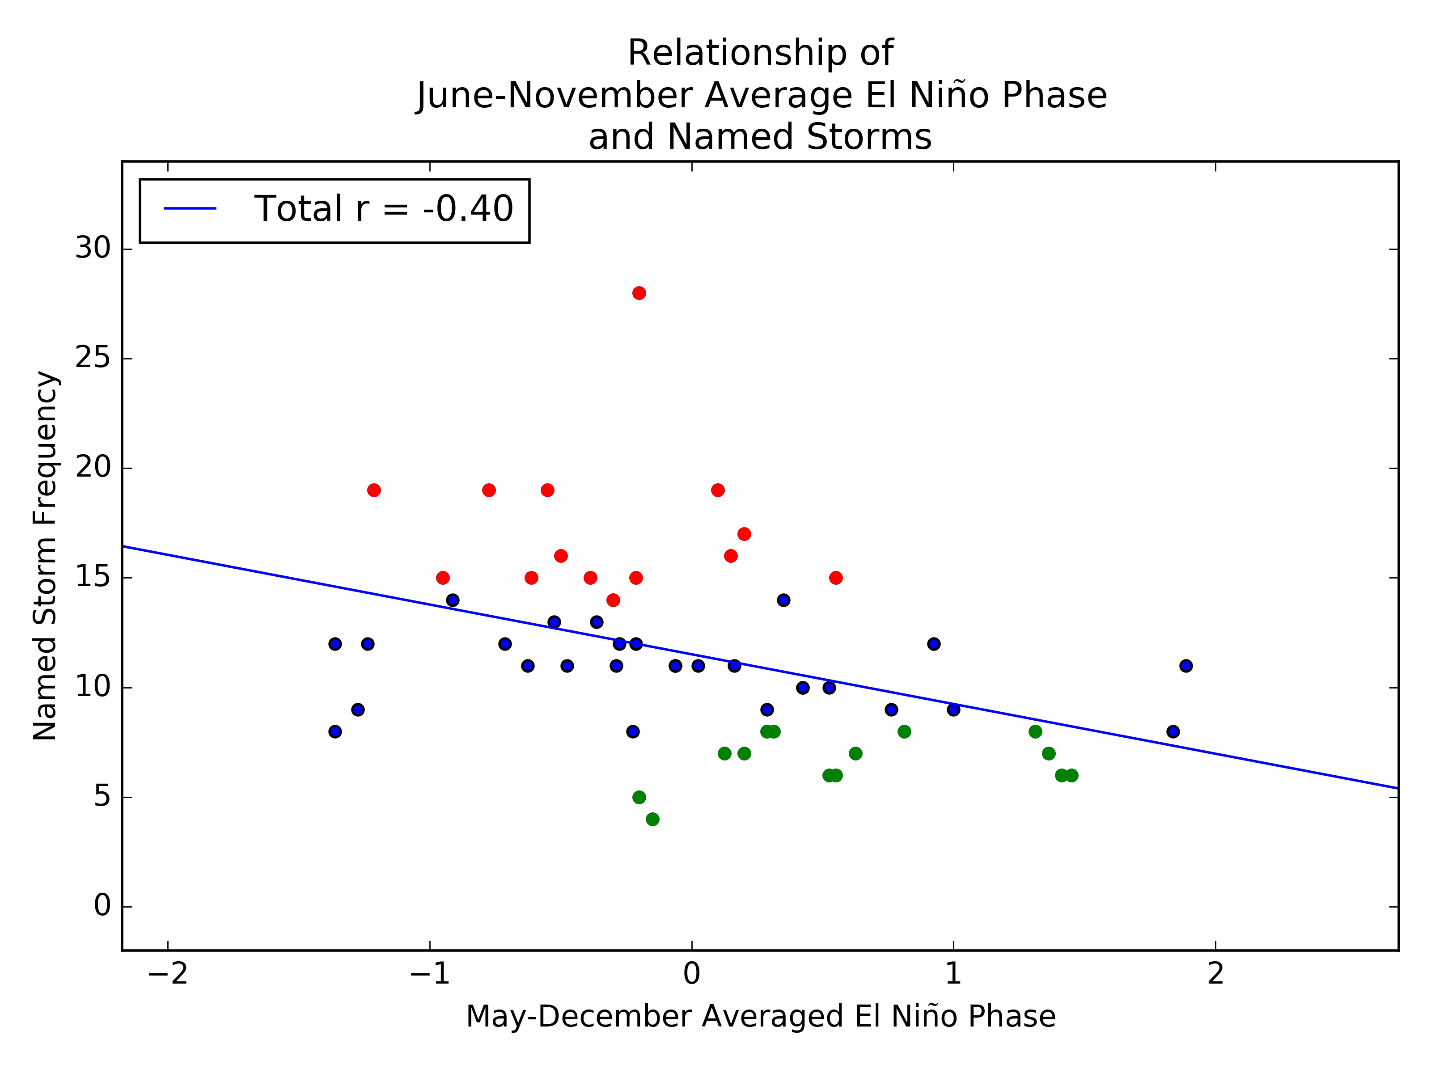 Relationship of
June-November Average El Niño Phase
and Named Storms
Total r = -0.40
30
25
20
15
10
5
0
Named Storm Frequency
−2 −1 0 1 2
May-December Averaged El Niño Phase